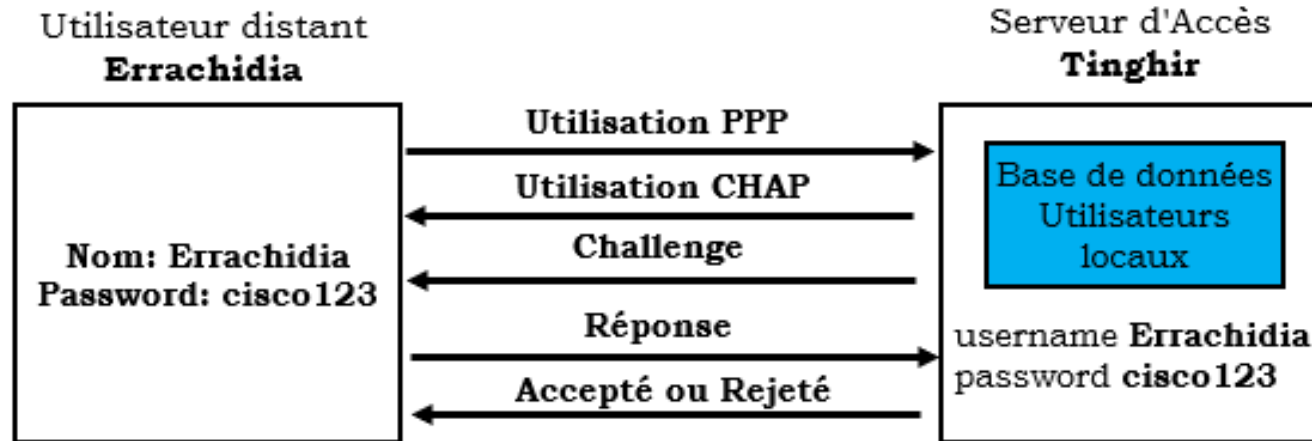 Utilisateur distant
Errachidia
Serveur d'Accès
Tinghir
Utilisation PPP
Utilisation CHAP
Challenge
Réponse
Accepté ou Rejeté
Nom: Errachidia
Password: cisco123
Base de données
Utilisateurs
locaux
username Errachidia
password cisco123